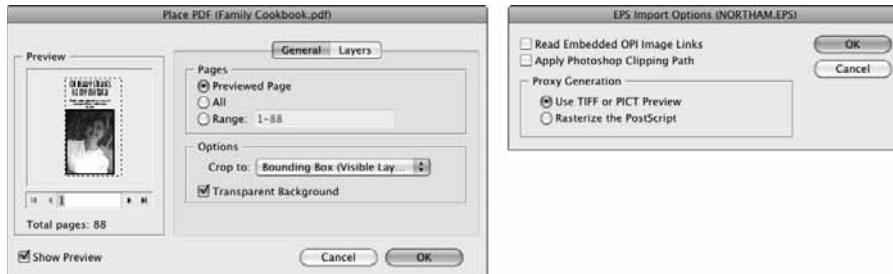 Place PDF (Family Cookbook.pdf)
General
Layers
Preview
1
Total pages: 88
Show Preview
Pages
Previewed Page
All
Range: 1-88
Options
Crop to: Bounding Box (Visible Lay...
Transparent Background
Cancel
OK
EPS Import Options (NORTHAM.EPS)
Read Embedded OPI Image Links
Apply Photoshop Clipping Path
Proxy Generation
Use TIFF or PICT Preview
Rasterize the PostScript
OK
Cancel